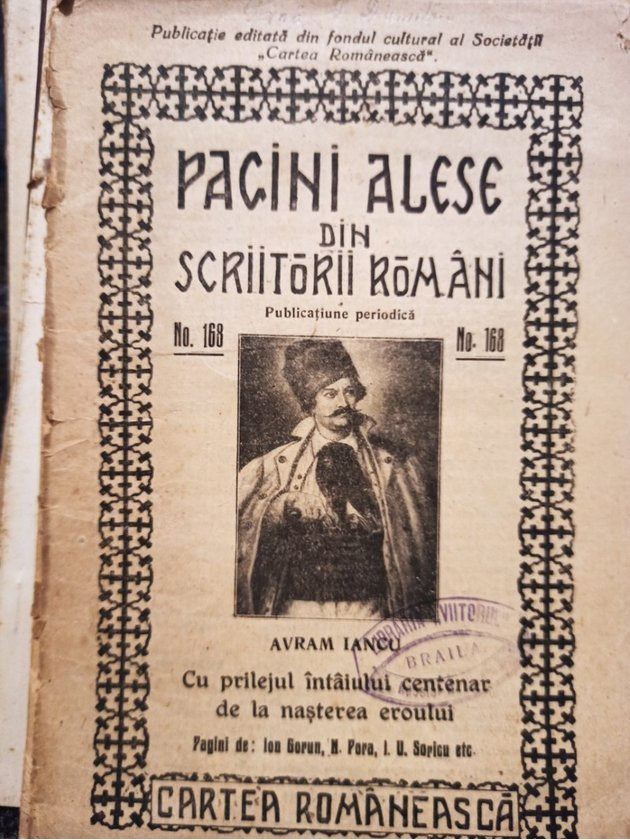 Publicație editată din fondul cultural al Societății
„Cartea Românească“.
PAGINI ALESE
DIN
SCRIITORII ROMÂNI
Publicațiune periodică
No. 168
No. 168
AVRAM IANCU
Cu prilejul întâiului centenar
de la nașterea eroului
Pagini de: Ion Gorun, N. Pora, I. U. Soricu etc.
VIITORUL
BRAILA
CARTEA ROMÂNEASCĂ